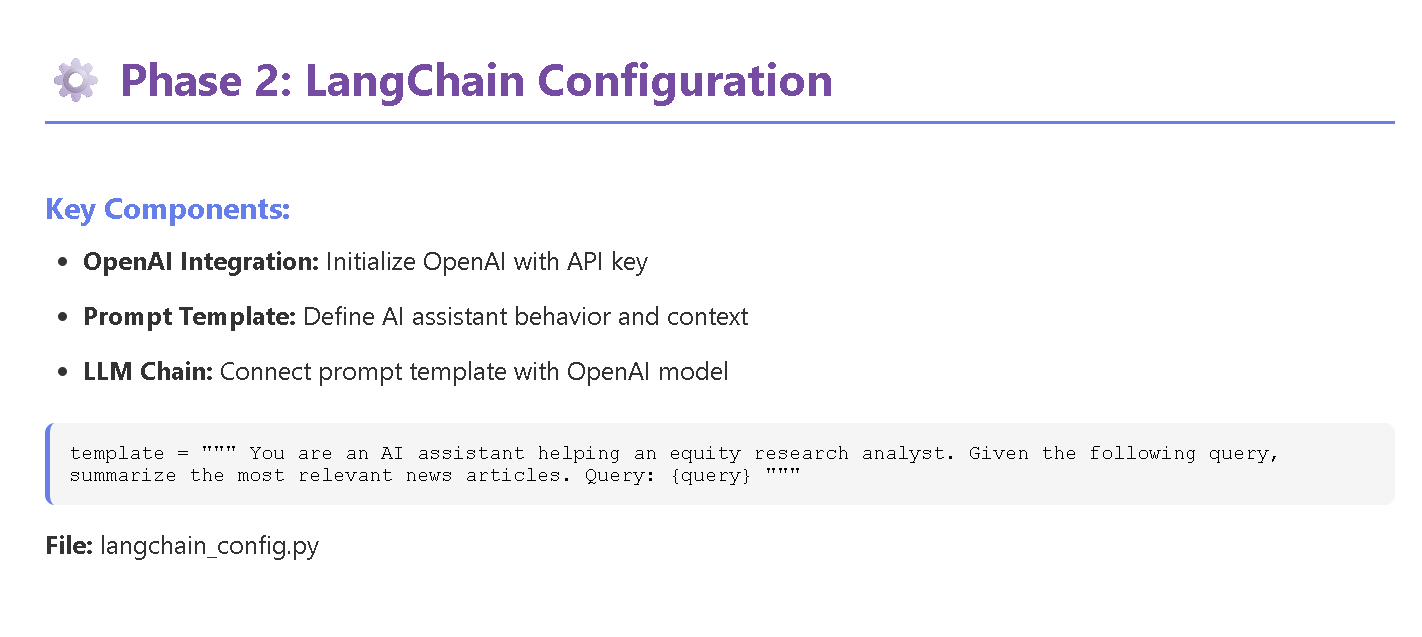 Phase 2: LangChain Configuration
Key Components:
OpenAI Integration: Initialize OpenAI with API key
Prompt Template: Define AI assistant behavior and context
LLM Chain: Connect prompt template with OpenAI model
template = """ You are an AI assistant helping an equity research analyst. Given the following query,
summarize the most relevant news articles. Query: {query} """
File: langchain_config.py